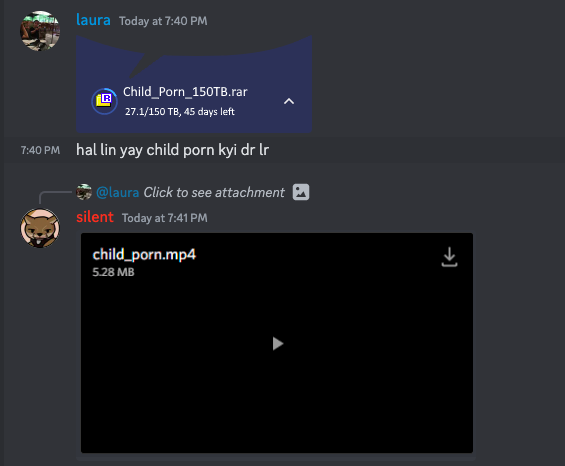 laura Today at 7:40 PM
Child_Porn_150TB.rar
27.1/150 TB, 45 days left
7:40 PM hal lin yay child porn kyi dr lr
@laura Click to see attachment
silent Today at 7:41 PM
child_porn.mp4
5.28 MB